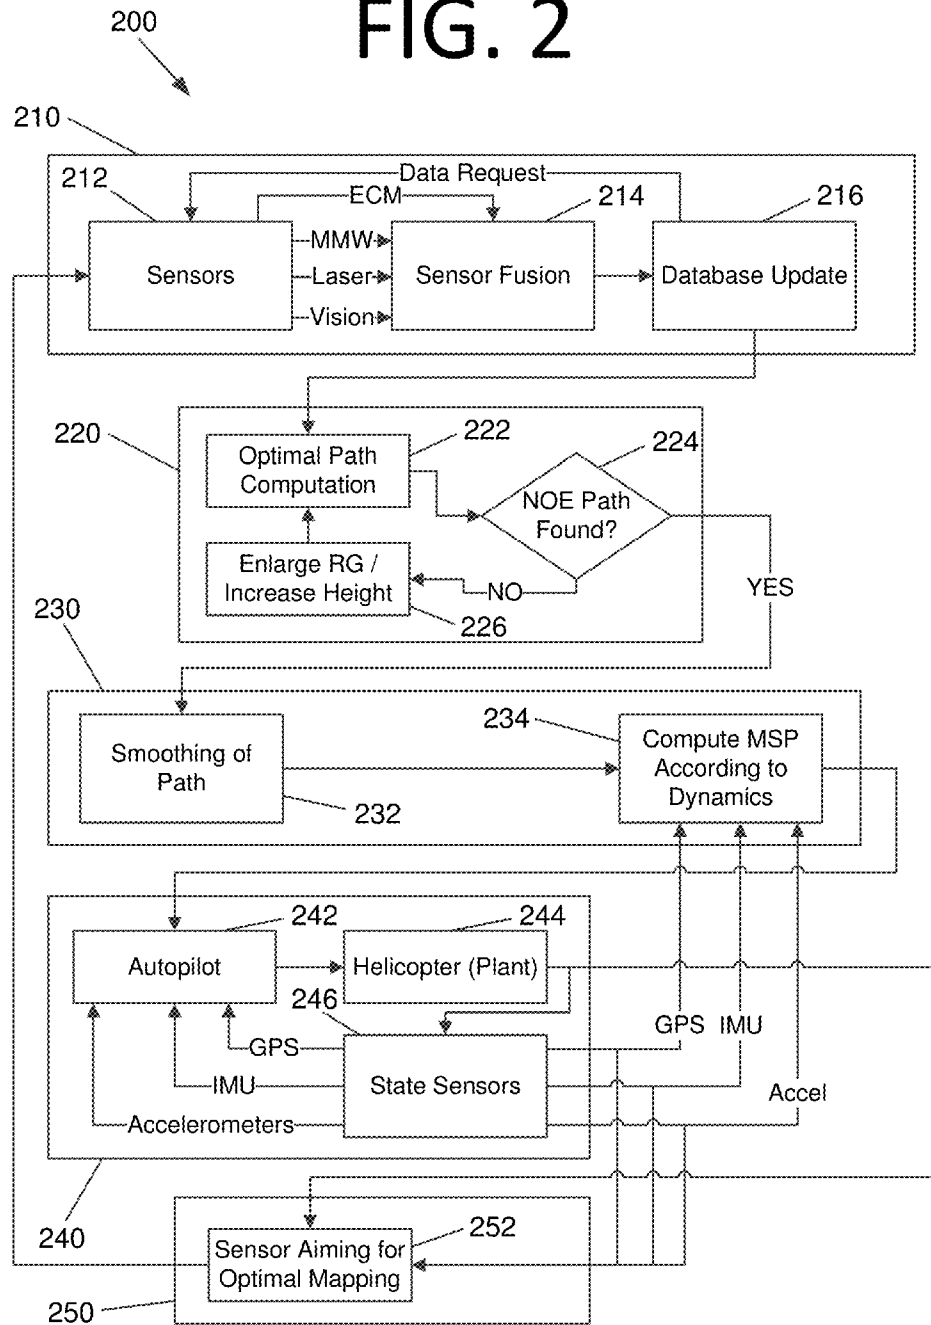 FIG. 2
200
210
Data Request
212
ECM
214
216
Sensors
MMW
Laser
Vision
Sensor Fusion
Database Update
220
222
224
Optimal Path
Computation
NOE Path
Found?
Enlarge RG /
Increase Height
NO
YES
226
230
234
Smoothing of
Path
232
Compute MSP
According to
Dynamics
242
244
Autopilot
Helicopter (Plant)
246
GPS
IMU
GPS
IMU
State Sensors
Accel
Accelerometers
240
252
Sensor Aiming for
Optimal Mapping
250